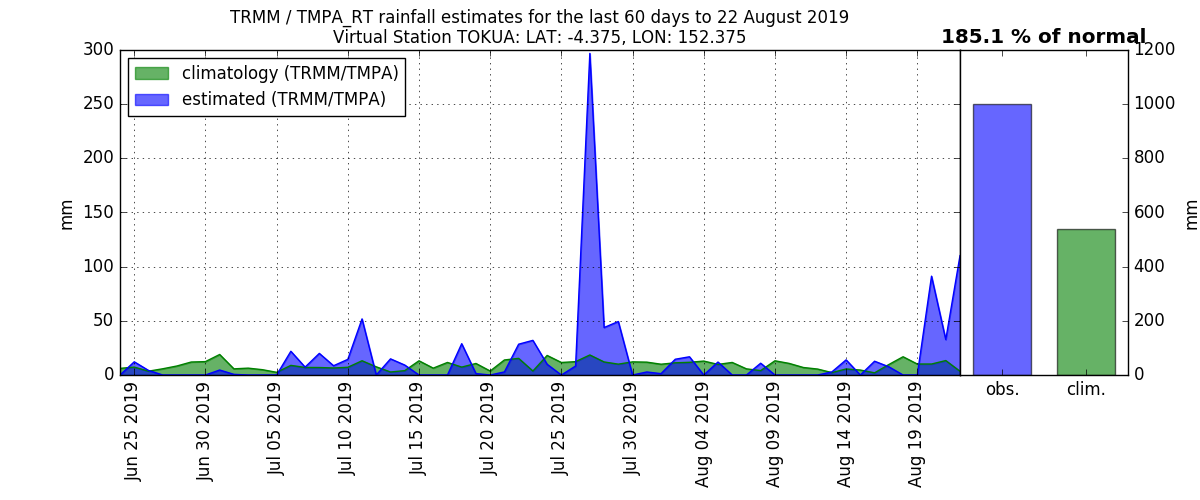 TRMM / TMPA_RT rainfall estimates for the last 60 days to 22 August 2019
Virtual Station TOKUA: LAT: -4.375, LON: 152.375
185.1 % of normal
climatology (TRMM/TMPA)
estimated (TRMM/TMPA)
mm
300
250
200
150
100
50
0
Jun 25 2019
Jun 30 2019
Jul 05 2019
Jul 10 2019
Jul 15 2019
Jul 20 2019
Jul 25 2019
Jul 30 2019
Aug 04 2019
Aug 09 2019
Aug 14 2019
Aug 19 2019
obs.
clim.
1200
1000
800
600
400
200
0
mm